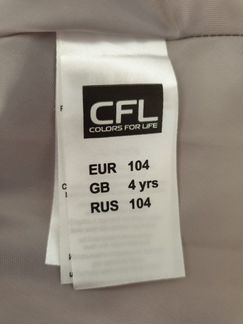 CFL
COLORS FOR LIFE
EUR 104
GB 4 yrs
RUS 104